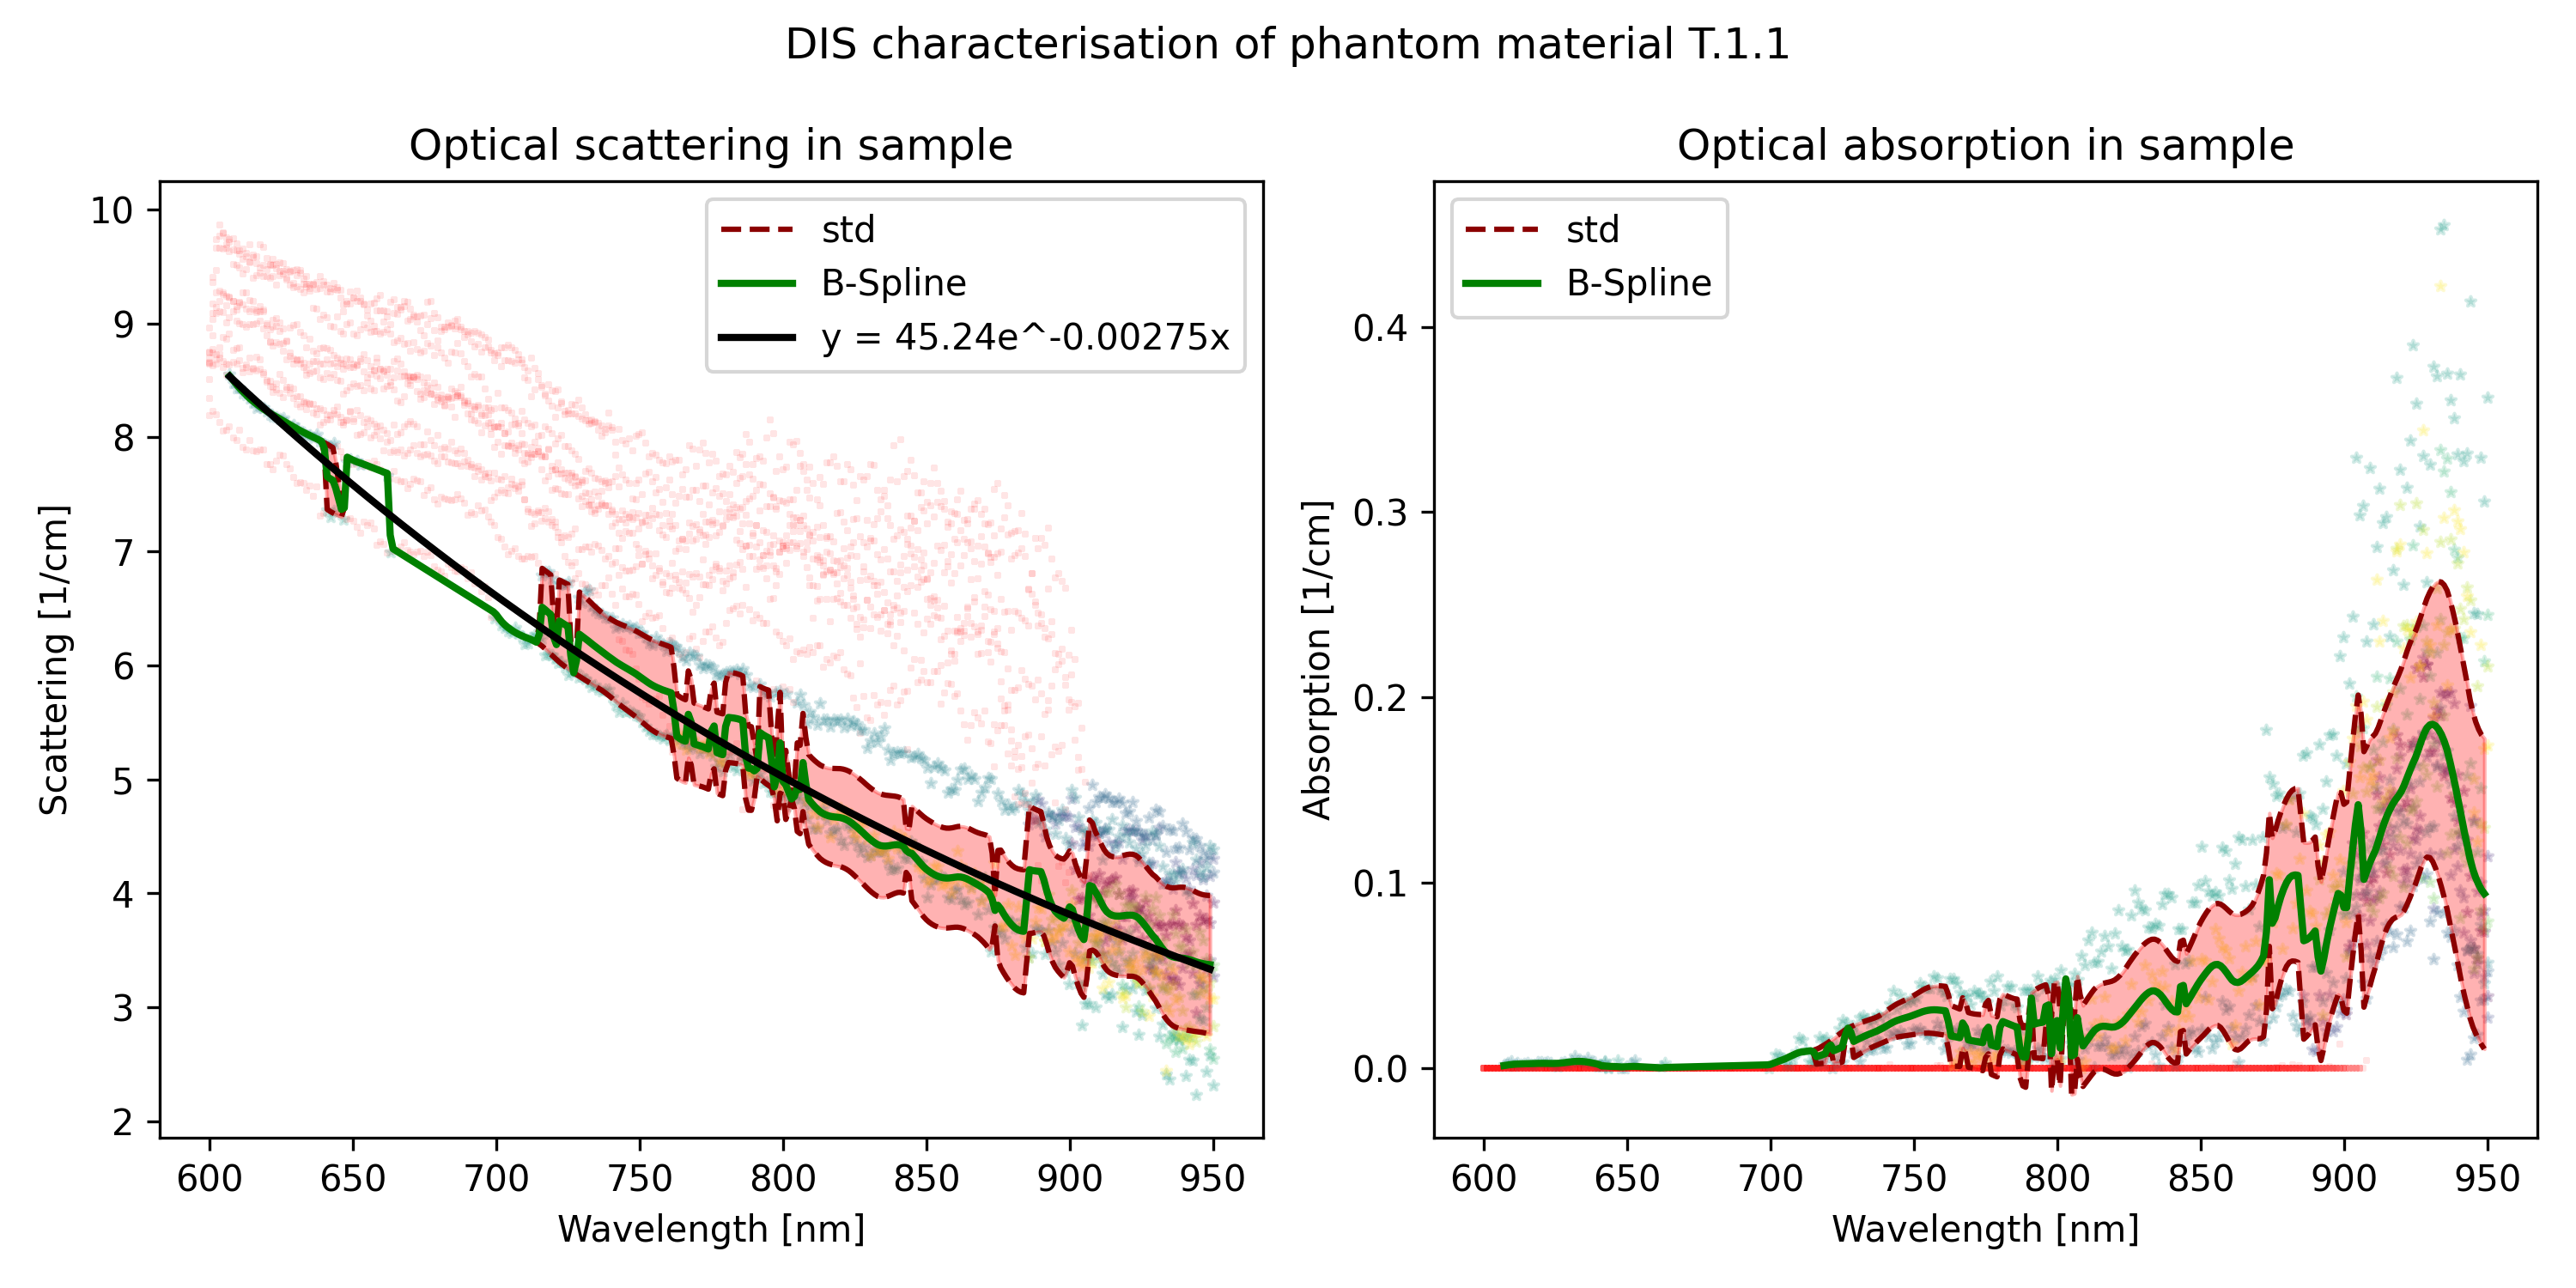 DIS characterisation of phantom material T.1.1
Optical scattering in sample
10
9
8
7
6
5
4
3
2
Scattering [1/cm]
std
B-Spline
y = 45.24e^-0.00275x
600 650 700 750 800 850 900 950
Wavelength [nm]
Optical absorption in sample
0.4
0.3
0.2
0.1
0.0
Absorption [1/cm]
std
B-Spline
600 650 700 750 800 850 900 950
Wavelength [nm]